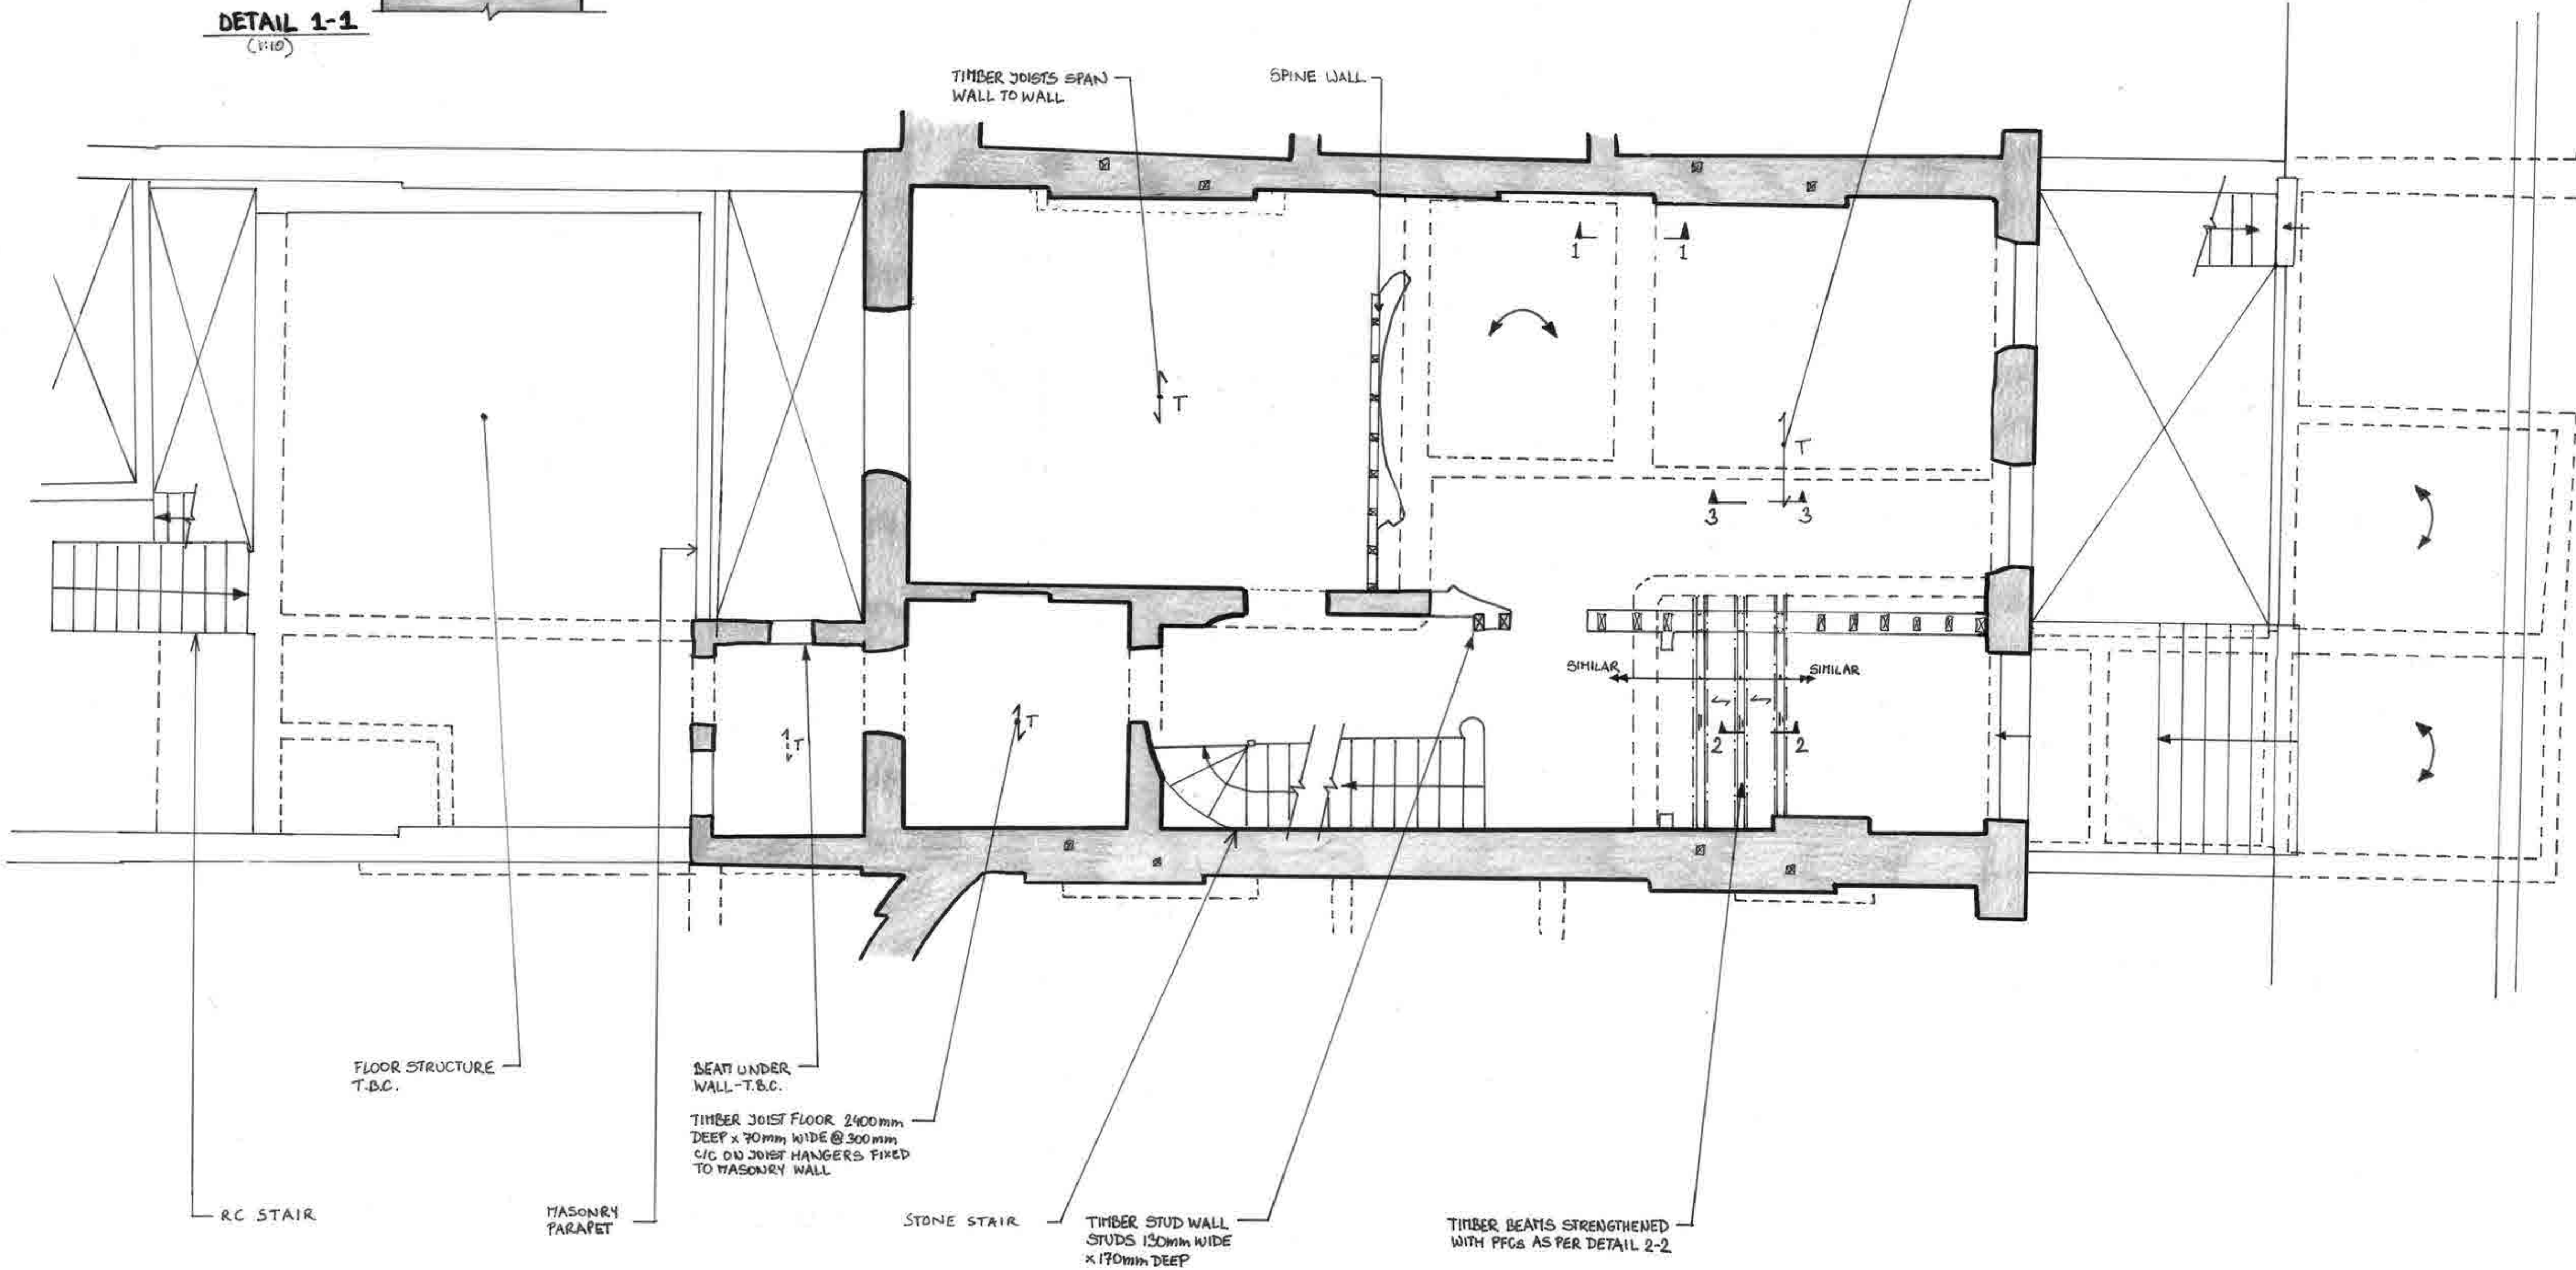 DETAIL 1-1
(1:10)
TIMBER JOISTS SPAN
WALL TO WALL
SPINE WALL
1
1
T
T
3
3
SIMILAR
SIMILAR
T
T
2
2
FLOOR STRUCTURE
T.B.C.
BEAM UNDER
WALL-T.B.C.
TIMBER JOIST FLOOR 2400mm
DEEP x 70mm WIDE @ 300mm
C/C ON JOIST HANGERS FIXED
TO MASONRY WALL
RC STAIR
MASONRY
PARAPET
STONE STAIR
TIMBER STUD WALL
STUDS 130mm WIDE
x 170mm DEEP
TIMBER BEAMS STRENGTHENED
WITH PFCs AS PER DETAIL 2-2